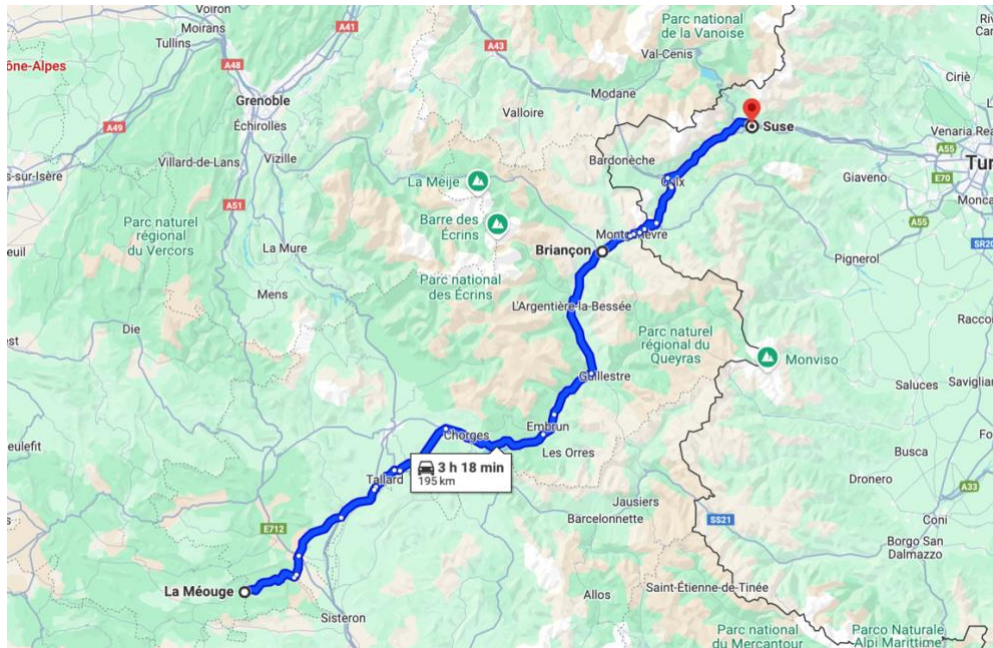 Voiron
Moirans
Tullins
A41
A48
ône-Alpes
Grenoble
Échirolles
A49
Villard-de-Lans
Vizille
s-sur-Isère
A51
Parc naturel
régional
du Vercors
La Mure
euil
Mens
Die
est
eulefit
A43
Parc national
de la Vanoise
Val-Cenis
Modane
Valloire
Bardonèche
La Meije
Barre des
Écrins
Parc national
des Écrins
Briançon
L'Argentière-la-Bessée
Parc naturel
régional du
Queyras
Guillestre
Embrun
Les Orres
Chorges
Tallard
3 h 18 min
195 km
E712
La Méouge
Sisteron
Jausiers
Barcelonnette
Allos
Saint-Étienne-de-Tinée
Parc national
du Mercantour
Parco Naturale
Alpi Marittime
Suse
Ciriè
Riv
Car
Venaria Rea
A55
Tur
E70
Giaveno
Monca
A55
SR20
Pignerol
Racco
Monviso
Saluces
Savigliar
Fo
Busca
Dronero
A33
SS21
Coni
Borgo San
Dalmazzo